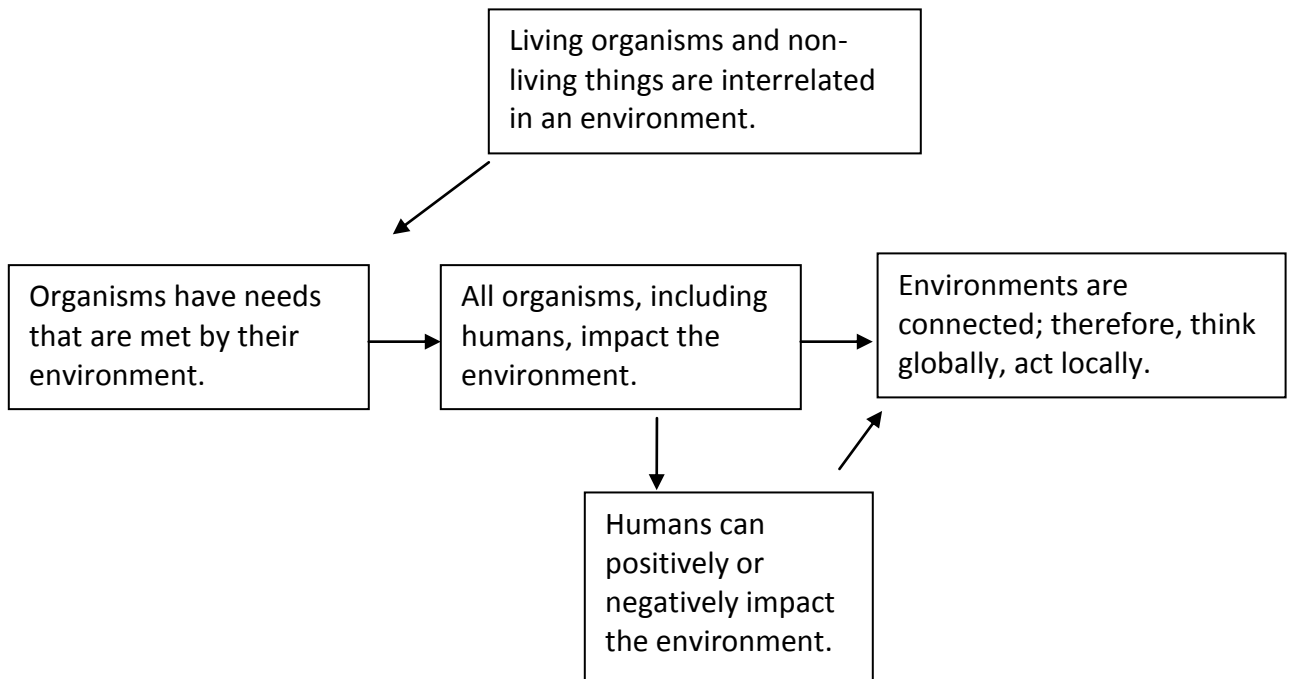 Living organisms and non-
living things are interrelated
in an environment.
Organisms have needs
that are met by their
environment.
All organisms, including
humans, impact the
environment.
Environments are
connected; therefore, think
globally, act locally.
Humans can
positively or
negatively impact
the environment.